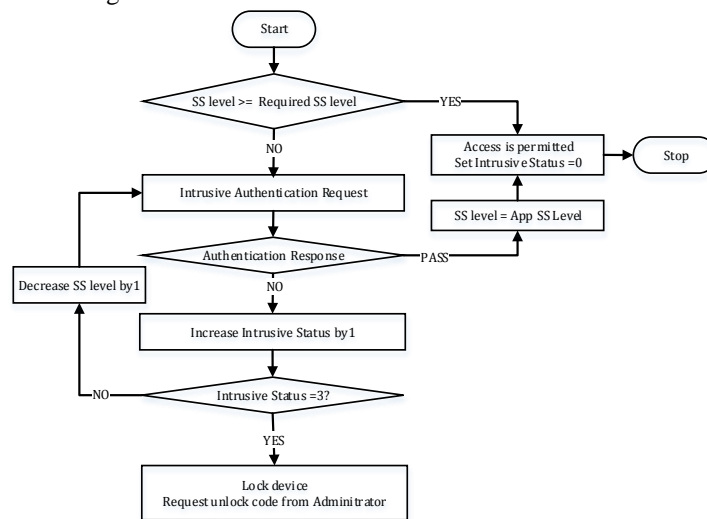 Start
SS level >= Required SS level
YES
NO
Access is permitted
Set Intrusive Status =0
Stop
Intrusive Authentication Request
SS level = App SS Level
Authentication Response
PASS
NO
Decrease SS level by1
Increase Intrusive Status by1
NO
Intrusive Status =3?
YES
Lock device
Request unlock code from Adminitrator